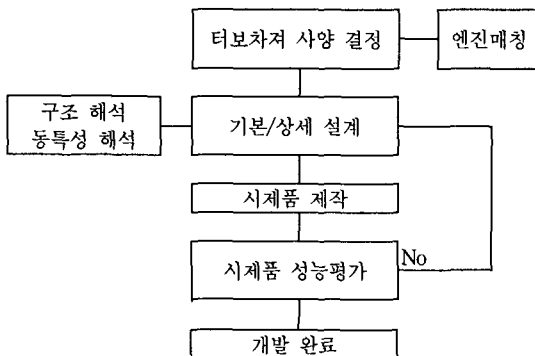 터보차져 사양 결정
엔진매칭
구조 해석
동특성 해석
기본/상세 설계
시제품 제작
시제품 성능평가
No
개발 완료